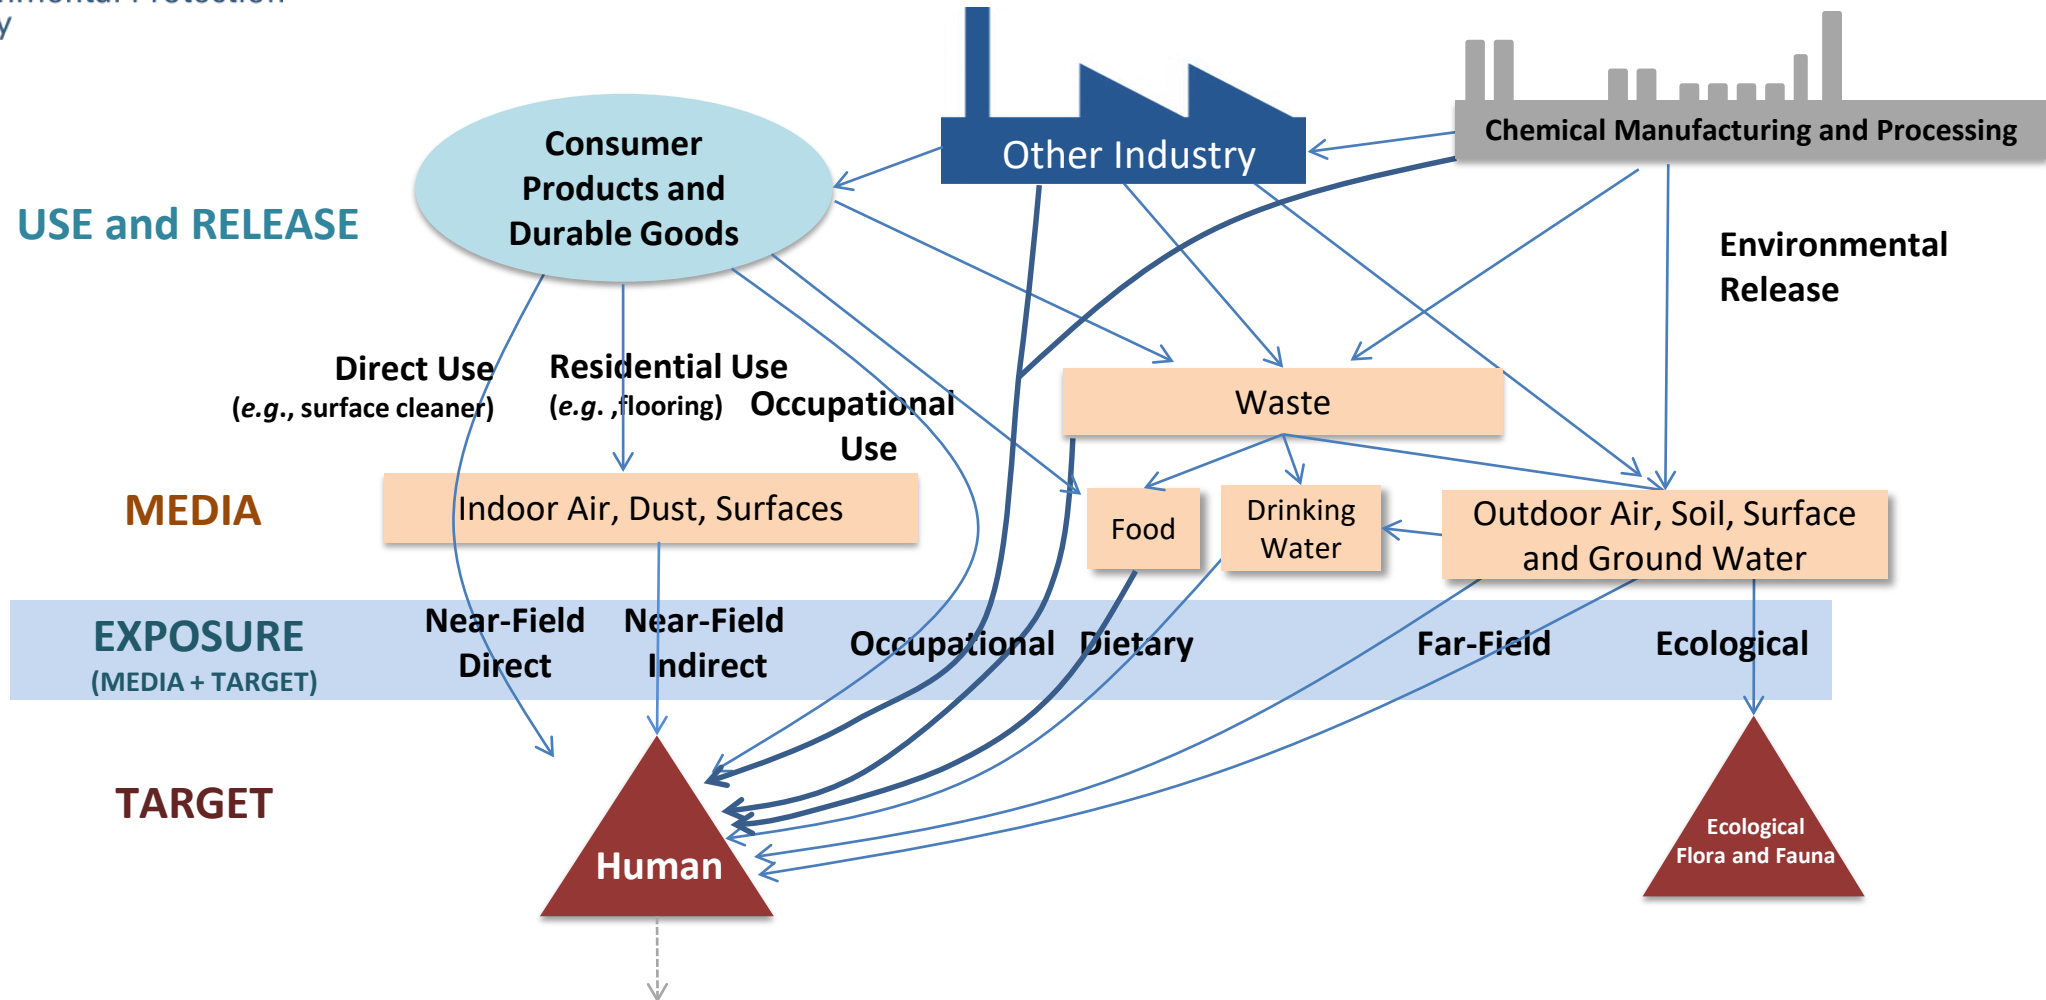 y
Other Industry
Chemical Manufacturing and Processing
Consumer
Products and
Durable Goods
USE and RELEASE
Environmental
Release
Direct Use
(e.g., surface cleaner)
Residential Use
(e.g. ,flooring)
Occupational
Use
Waste
MEDIA
Indoor Air, Dust, Surfaces
Food
Drinking
Water
Outdoor Air, Soil, Surface
and Ground Water
EXPOSURE
(MEDIA + TARGET)
Near-Field
Direct
Near-Field
Indirect
Occupational
Dietary
Far-Field
Ecological
TARGET
Human
Ecological
Flora and Fauna